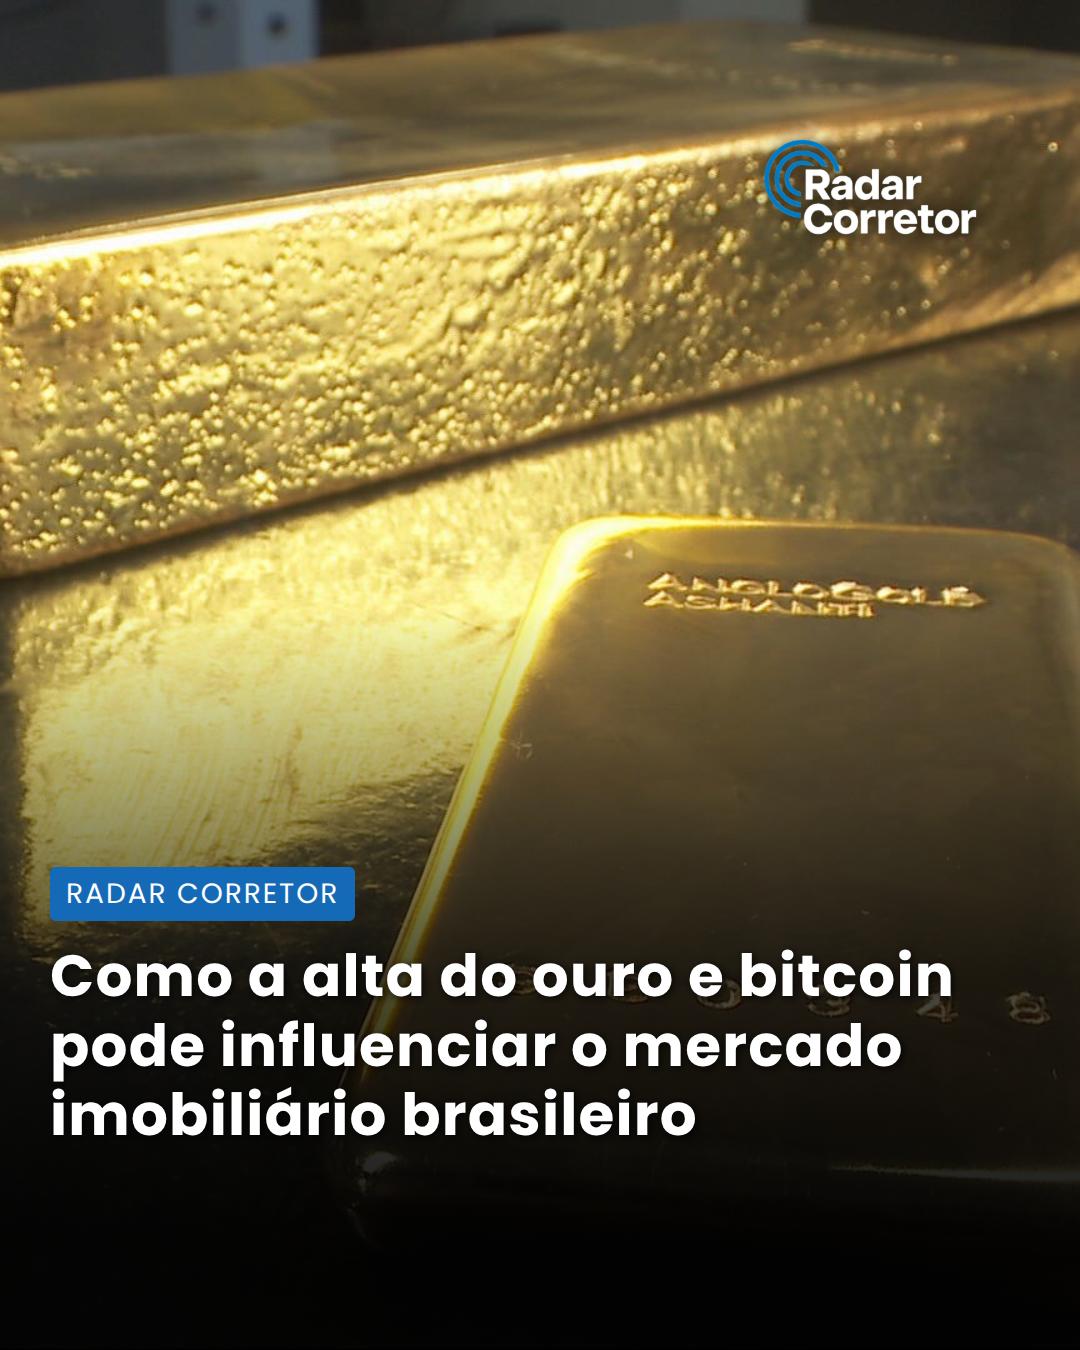 Radar
Corretor
ANGLOGOLD
ASHANTI
RADAR CORRETOR
Como a alta do ouro e bitcoin
pode influenciar o mercado
imobiliário brasileiro